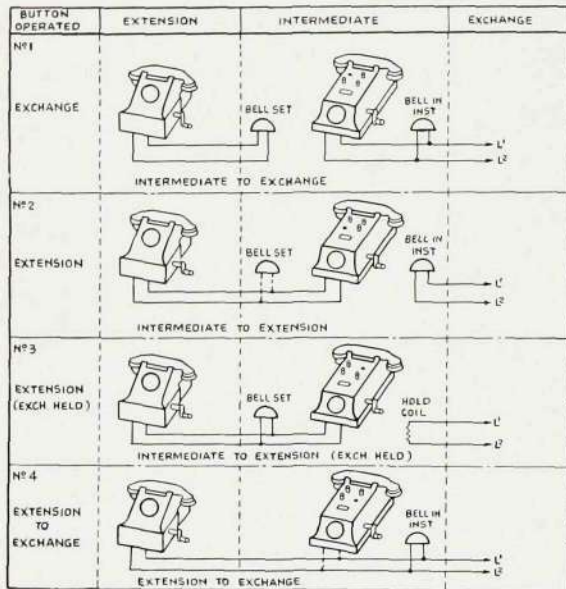 BUTTON OPERATED
EXTENSION
INTERMEDIATE
EXCHANGE
Nº1
EXCHANGE
BELL SET
BELL IN
INST
L¹
L²
INTERMEDIATE TO EXCHANGE
Nº2
EXTENSION
BELL SET
BELL IN
INST
L¹
L²
INTERMEDIATE TO EXTENSION
Nº3
EXTENSION
(EXCH HELD)
BELL SET
HOLD
COIL
L¹
L²
INTERMEDIATE TO EXTENSION (EXCH HELD)
Nº4
EXTENSION
TO
EXCHANGE
BELL IN
INST
L¹
L²
EXTENSION TO EXCHANGE